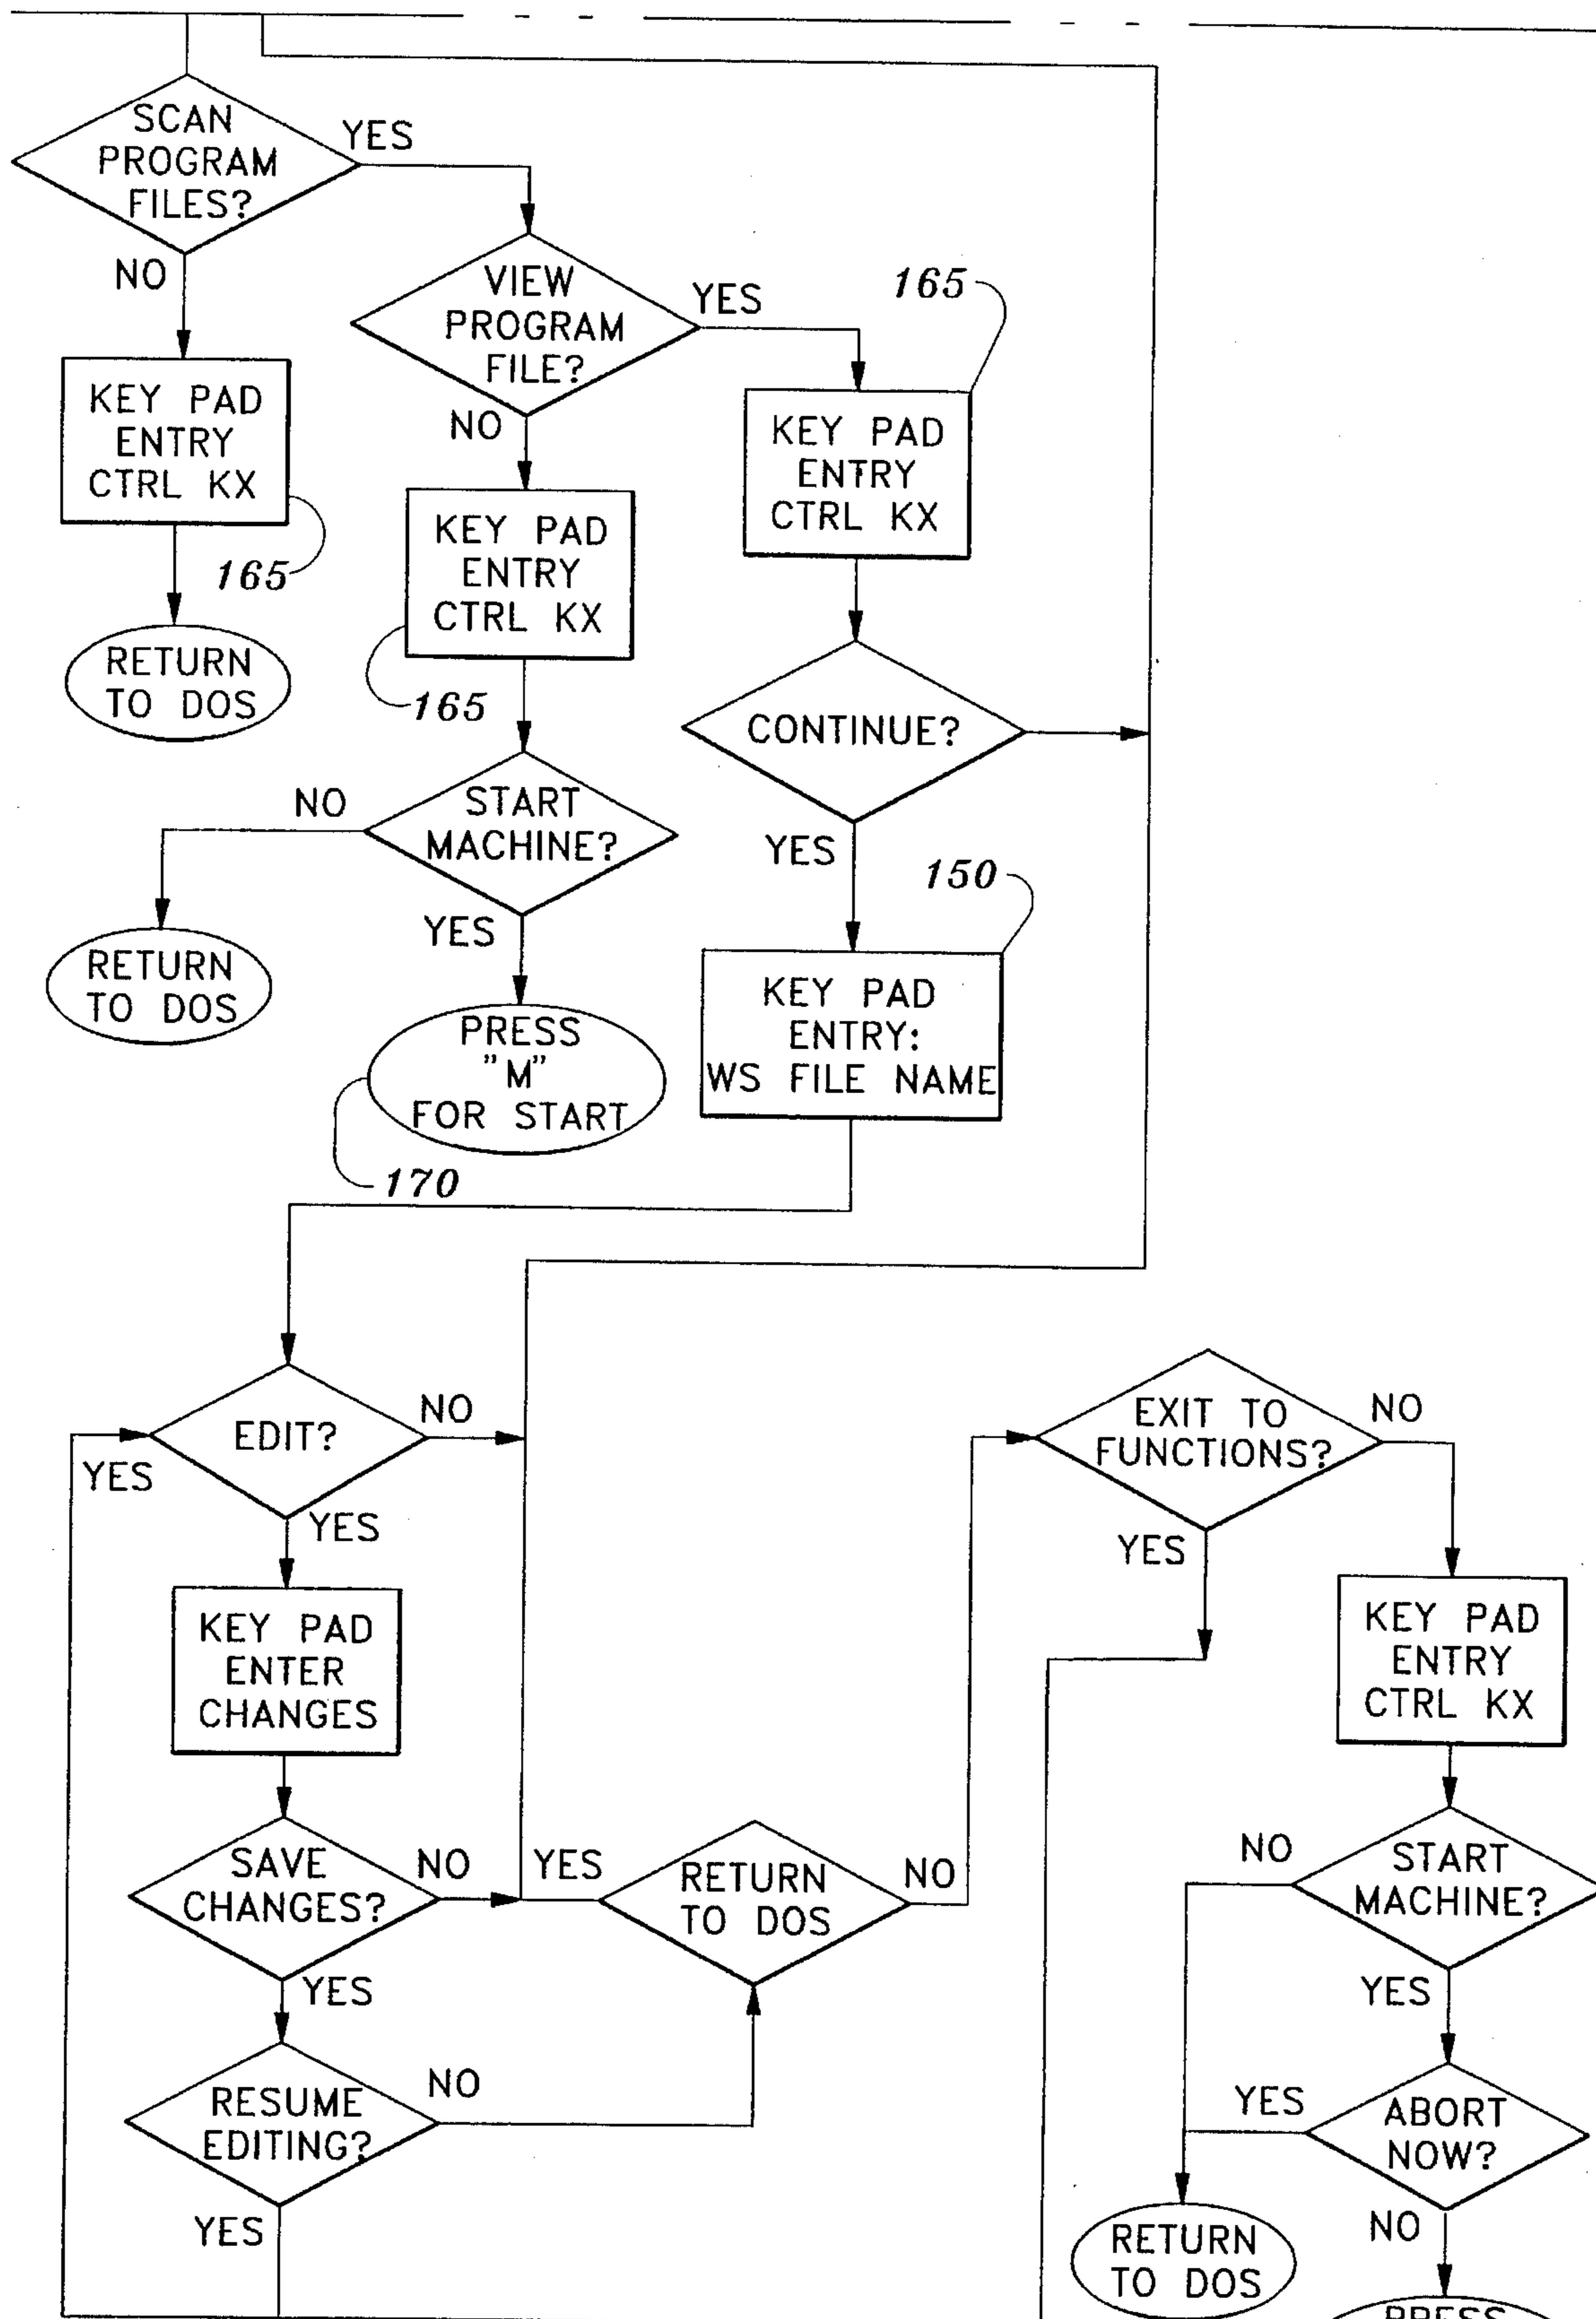 SCAN
PROGRAM
FILES?
YES
NO
VIEW
PROGRAM
FILE?
YES
NO
165
KEY PAD
ENTRY
CTRL KX
165
KEY PAD
ENTRY
CTRL KX
165
KEY PAD
ENTRY
CTRL KX
RETURN
TO DOS
CONTINUE?
YES
START
MACHINE?
NO
YES
RETURN
TO DOS
PRESS
"M"
FOR START
170
150
KEY PAD
ENTRY:
WS FILE NAME
EDIT?
NO
YES
YES
KEY PAD
ENTER
CHANGES
SAVE
CHANGES?
NO
YES
RESUME
EDITING?
NO
YES
RETURN
TO DOS
YES
NO
EXIT TO
FUNCTIONS?
NO
YES
KEY PAD
ENTRY
CTRL KX
START
MACHINE?
NO
YES
ABORT
NOW?
YES
NO
RETURN
TO DOS
PRESS